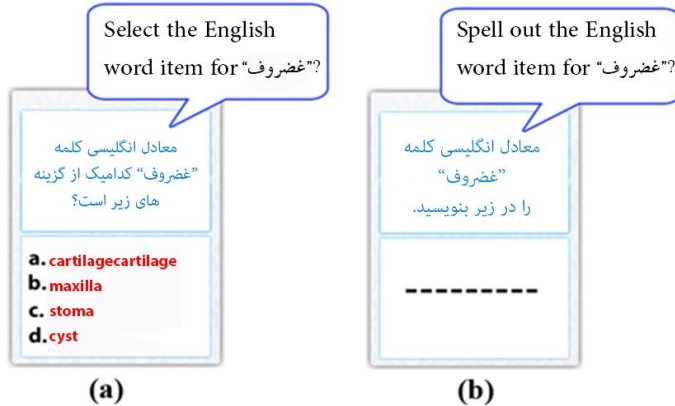 Select the English
word item for “غضروف”?
معادل انگلیسی کلمه
“غضروف” کدامیک از گزینه
های زیر است؟
a. cartilagecartilage
b. maxilla
c. stoma
d. cyst
(a)
Spell out the English
word item for “غضروف”?
معادل انگلیسی کلمه
“غضروف”
را در زیر بنویسید.
---------
(b)